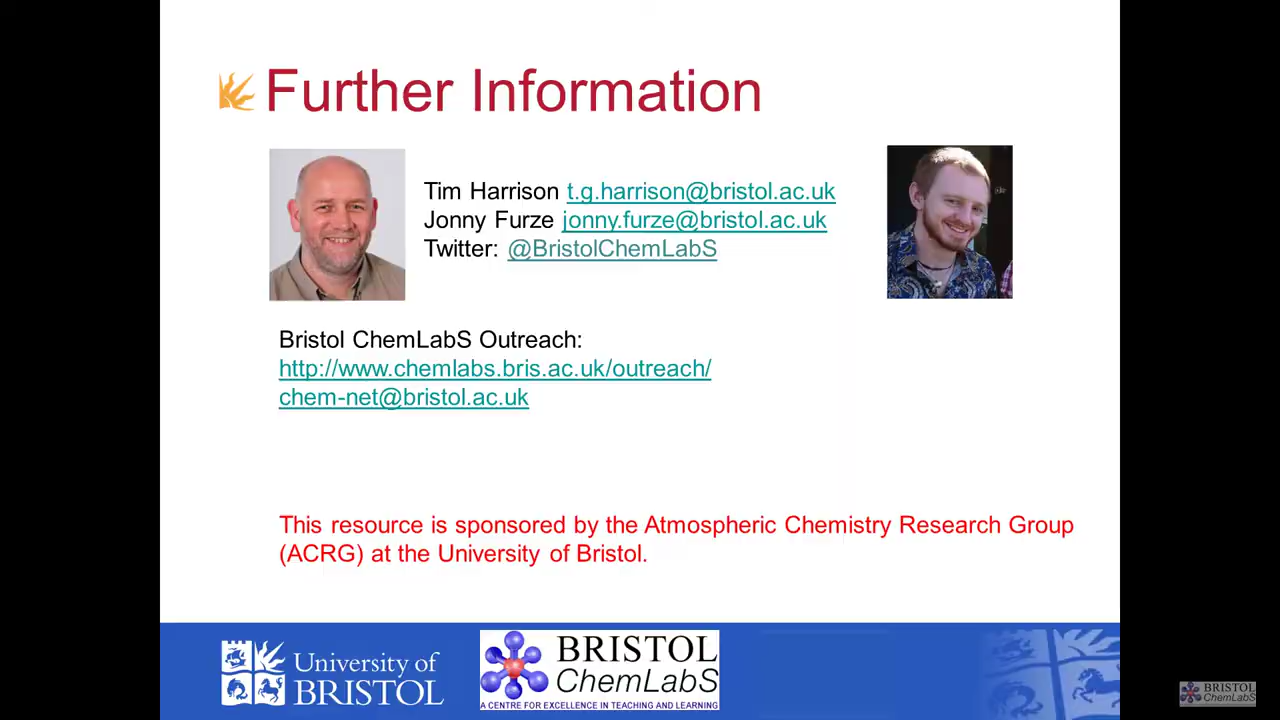 Further Information
Tim Harrison t.g.harrison@bristol.ac.uk
Jonny Furze jonny.furze@bristol.ac.uk
Twitter: @BristolChemLabS
Bristol ChemLabS Outreach:
http://www.chemlabs.bris.ac.uk/outreach/
chem-net@bristol.ac.uk
This resource is sponsored by the Atmospheric Chemistry Research Group
(ACRG) at the University of Bristol.
University of
BRISTOL
BRISTOL
ChemLabS
A CENTRE FOR EXCELLENCE IN TEACHING AND LEARNING
BRISTOL
ChemLabS